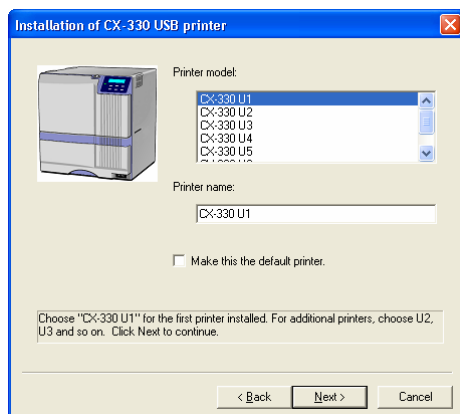 Installation of CX-330 USB printer
Printer model:
CX-330 U1
CX-330 U2
CX-330 U3
CX-330 U4
CX-330 U5
Printer name:
CX-330 U1
Make this the default printer.
Choose "CX-330 U1" for the first printer installed. For additional printers, choose U2,
U3 and so on. Click Next to continue.
< Back
Next >
Cancel